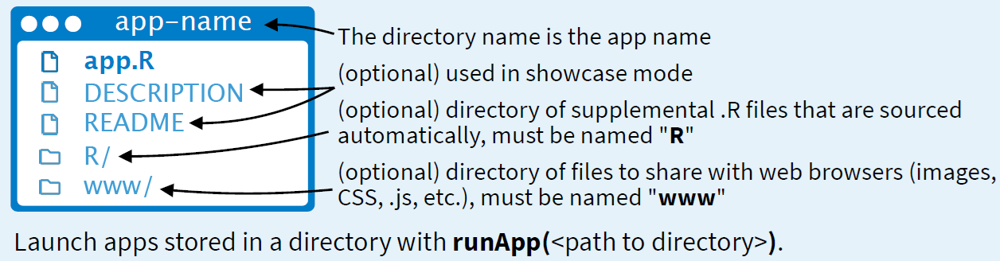 app-name
The directory name is the app name
app.R
(optional) used in showcase mode
DESCRIPTION
README
(optional) directory of supplemental .R files that are sourced
automatically, must be named "R"
R/
(optional) directory of files to share with web browsers (images,
CSS, .js, etc.), must be named "www"
www/
Launch apps stored in a directory with runApp(<path to directory>).